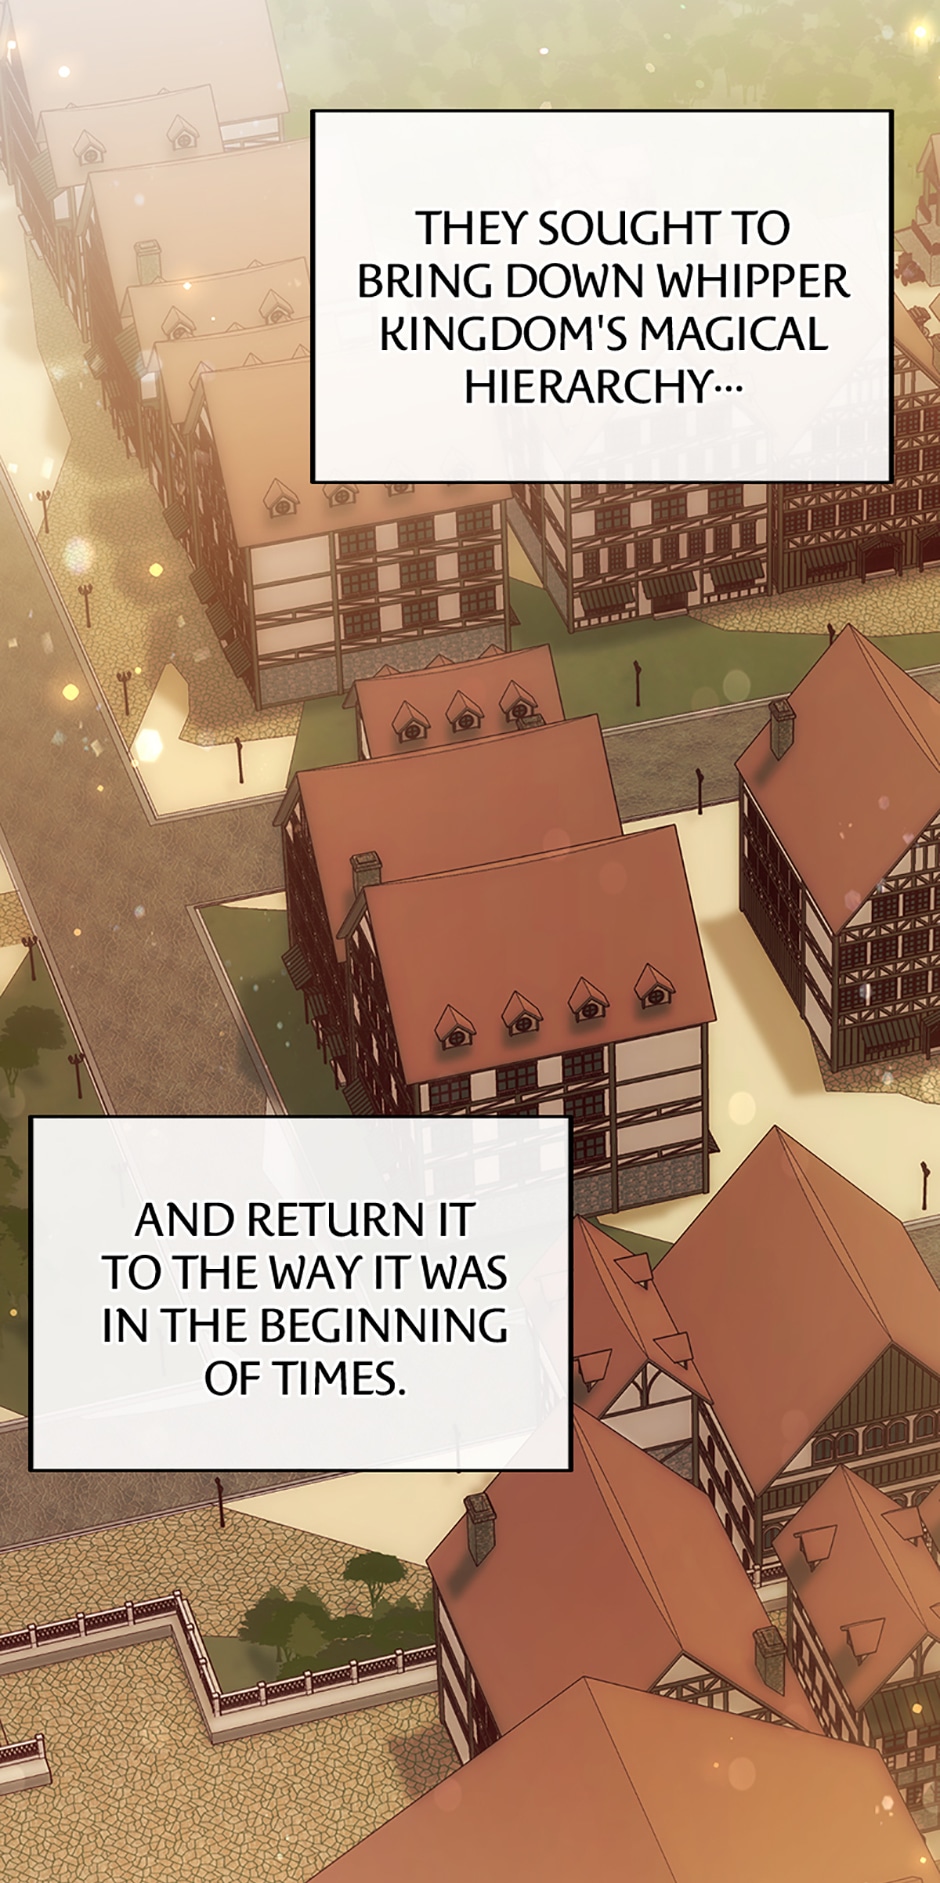 THEY SOUGHT TO
BRING DOWN WHIPPER
KINGDOM'S MAGICAL
HIERARCHY...
AND RETURN IT
TO THE WAY IT WAS
IN THE BEGINNING
OF TIMES.